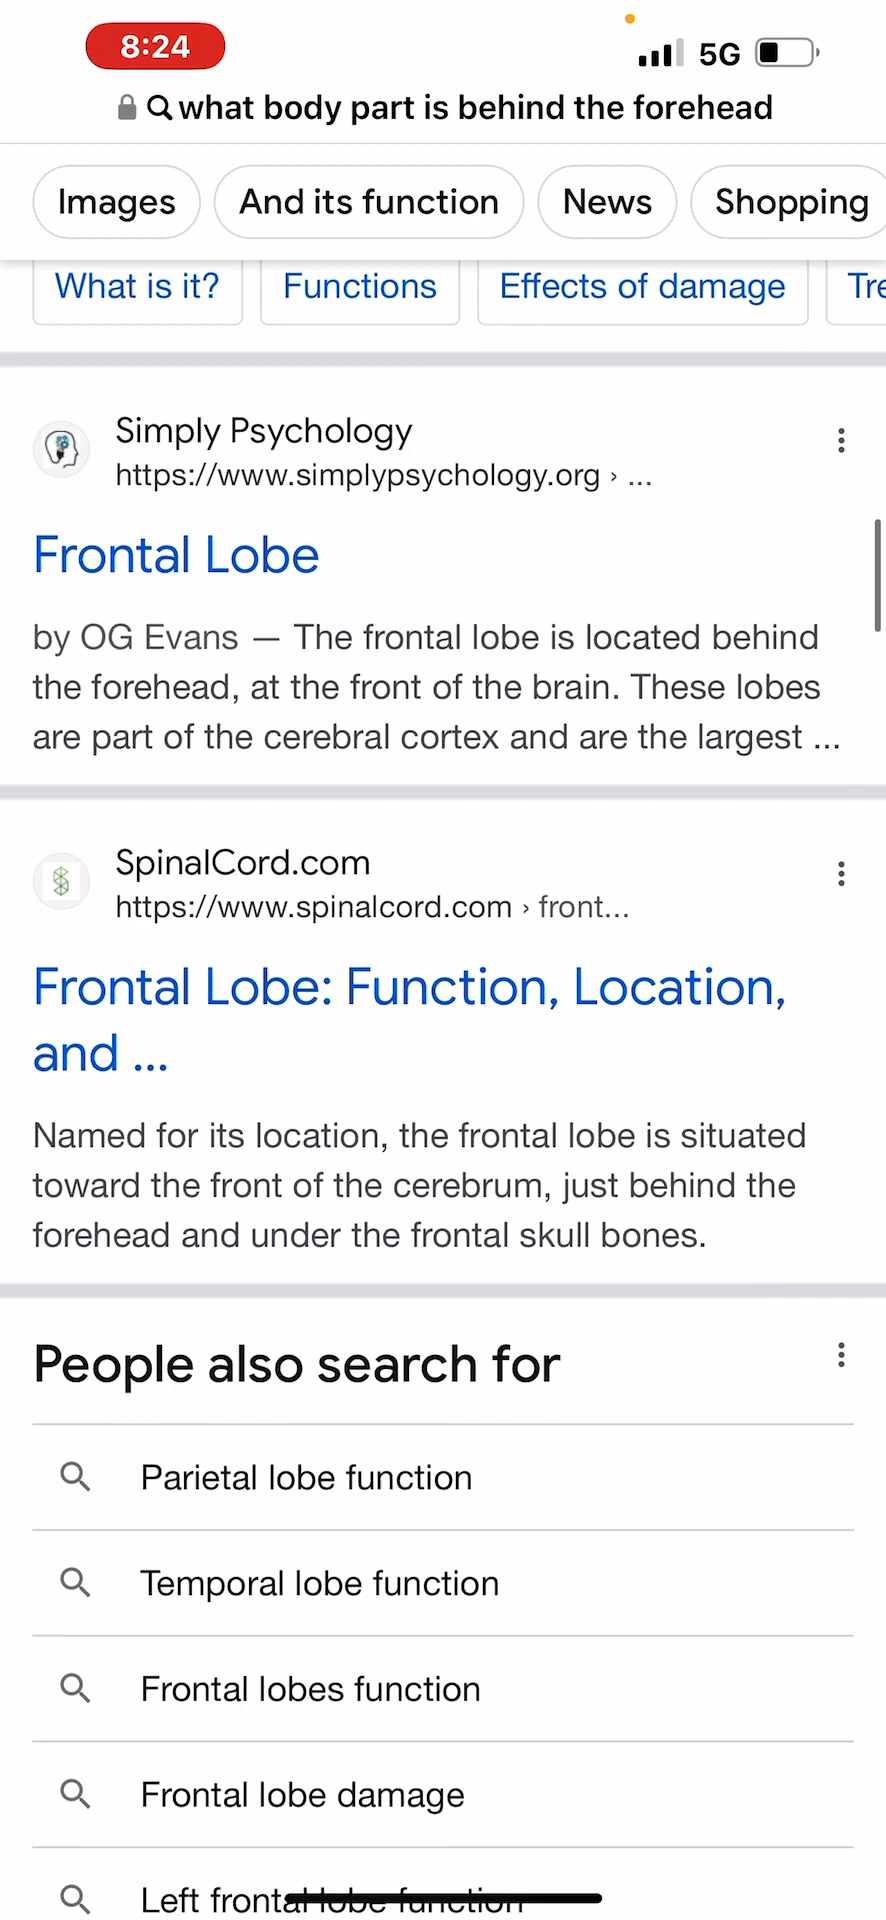 8:24
5G
what body part is behind the forehead
Images And its function News Shopping
What is it? Functions Effects of damage Tre
Simply Psychology
https://www.simplypsychology.org › ...
Frontal Lobe
by OG Evans — The frontal lobe is located behind
the forehead, at the front of the brain. These lobes
are part of the cerebral cortex and are the largest ...
SpinalCord.com
https://www.spinalcord.com › front...
Frontal Lobe: Function, Location,
and ...
Named for its location, the frontal lobe is situated
toward the front of the cerebrum, just behind the
forehead and under the frontal skull bones.
People also search for
Parietal lobe function
Temporal lobe function
Frontal lobes function
Frontal lobe damage
Left frontal lobe function